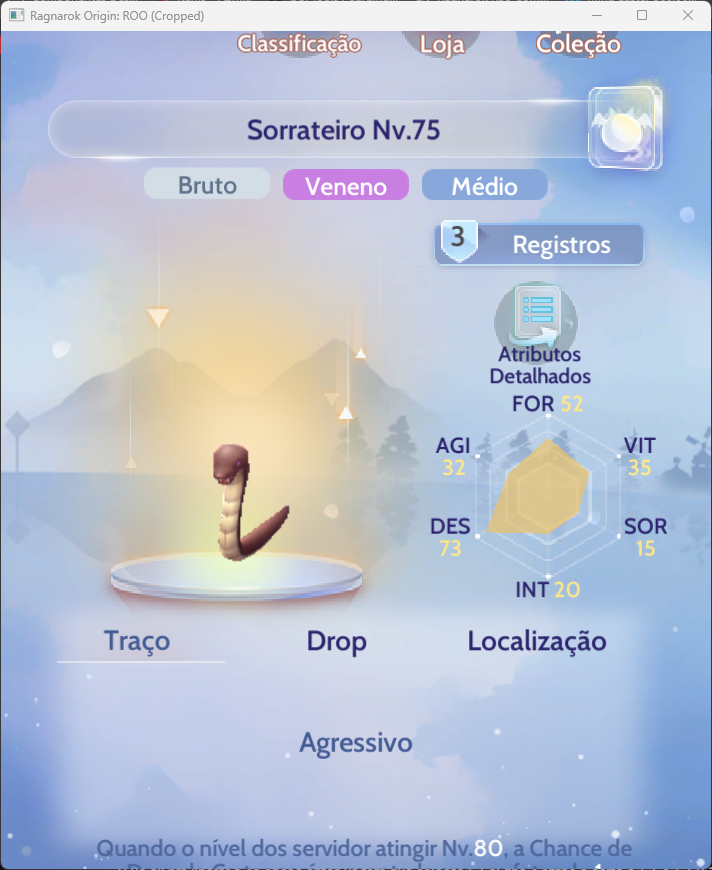 Ragnarok Origin: ROO (Cropped)
Classificação
Loja
Coleção
Sorrateiro Nv.75
Bruto
Veneno
Médio
3
Registros
Atributos
Detalhados
FOR 52
AGI
32
VIT
35
DES
73
SOR
15
INT 20
Traço
Drop
Localização
Agressivo
Quando o nível dos servidor atingir Nv.80, a Chance de